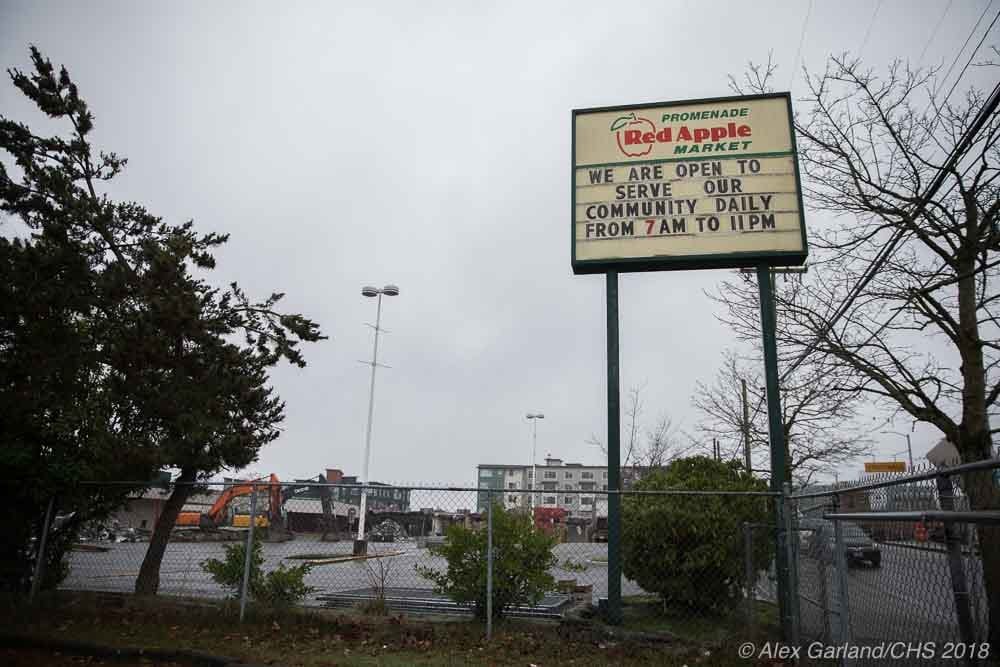 PROMENADE
Red Apple
MARKET
WE ARE OPEN TO
SERVE OUR
COMMUNITY DAILY
FROM 7AM TO 11PM
© Alex Garland/CHS 2018